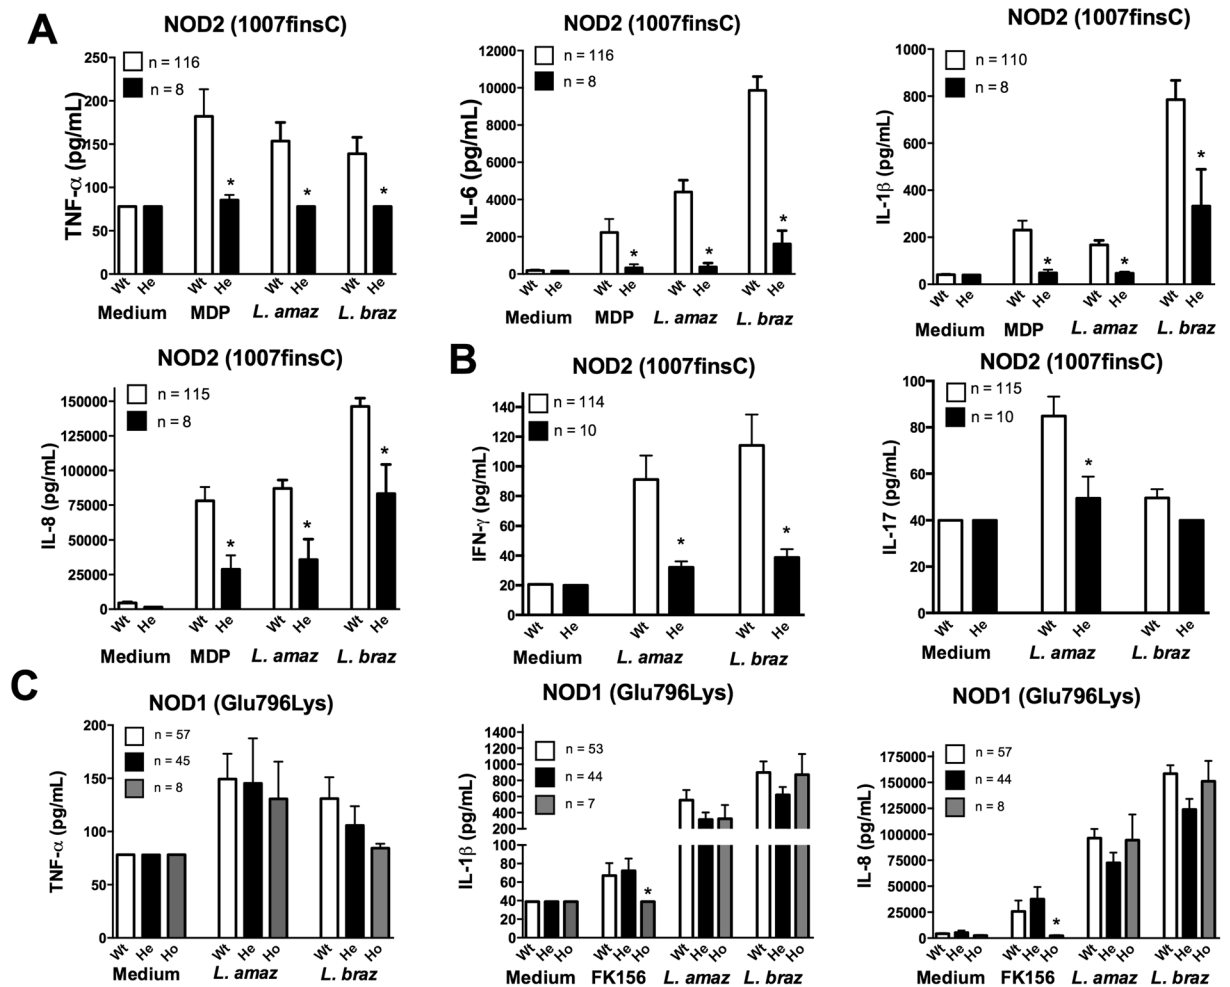 A
NOD2 (1007finsC)
TNF-α (pg/mL)
250
200
150
100
50
0
n = 116
n = 8
*
*
*
Wt He Wt He Wt He Wt He
Medium MDP L. amaz L. braz
NOD2 (1007finsC)
IL-6 (pg/mL)
12000
10000
8000
6000
4000
2000
0
n = 116
n = 8
*
*
*
Wt He Wt He Wt He Wt He
Medium MDP L. amaz L. braz
NOD2 (1007finsC)
IL-1β (pg/mL)
1000
800
600
400
200
0
n = 110
n = 8
*
*
*
Wt He Wt He Wt He Wt He
Medium MDP L. amaz L. braz
NOD2 (1007finsC)
IL-8 (pg/mL)
150000
125000
100000
75000
50000
25000
0
n = 115
n = 8
*
*
*
Wt He Wt He Wt He Wt He
Medium MDP L. amaz L. braz
B
NOD2 (1007finsC)
IFN-γ (pg/mL)
140
120
100
80
60
40
20
0
n = 114
n = 10
*
*
Wt He Wt He Wt He
Medium L. amaz L. braz
NOD2 (1007finsC)
IL-17 (pg/mL)
100
80
60
40
20
0
n = 115
n = 10
*
Wt He Wt He Wt He
Medium L. amaz L. braz
C
NOD1 (Glu796Lys)
TNF-α (pg/mL)
200
150
100
50
0
n = 57
n = 45
n = 8
Wt He Ho Wt He Ho Wt He Ho
Medium L. amaz L. braz
NOD1 (Glu796Lys)
IL-1β (pg/mL)
1400
1200
1000
800
600
400
200
100
80
60
40
20
0
n = 53
n = 44
n = 7
*
Wt He Ho Wt He Ho Wt He Ho Wt He Ho
Medium FK156 L. amaz L. braz
NOD1 (Glu796Lys)
IL-8 (pg/mL)
175000
150000
125000
100000
75000
50000
25000
0
n = 57
n = 44
n = 8
*
Wt He Ho Wt He Ho Wt He Ho Wt He Ho
Medium FK156 L. amaz L. braz